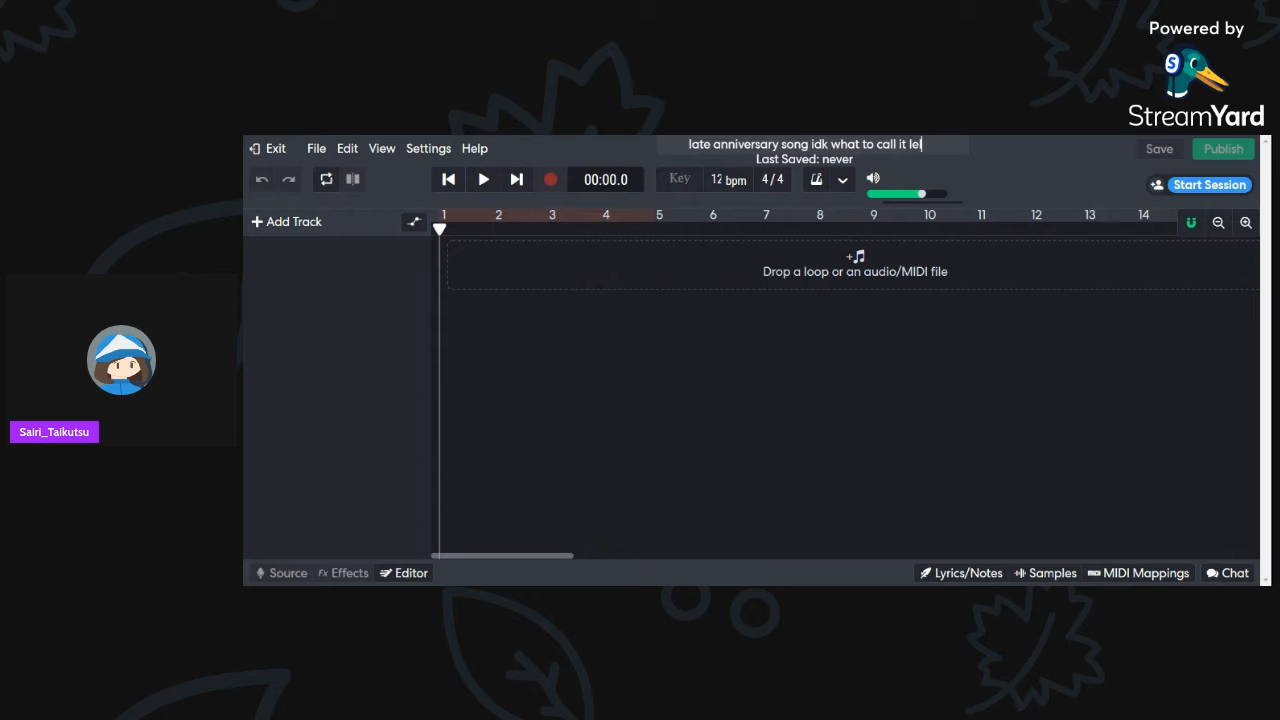 Powered by
S
StreamYard
Exit File Edit View Settings Help
late anniversary song idk what to call it lel
Last Saved: never
Save Publish
00:00.0 Key 12 bpm 4/4
Start Session
+ Add Track
1 2 3 4 5 6 7 8 9 10 11 12 13 14
Drop a loop or an audio/MIDI file
Sairi_Taikutsu
Source Fx Effects Editor
Lyrics/Notes Samples MIDI Mappings Chat